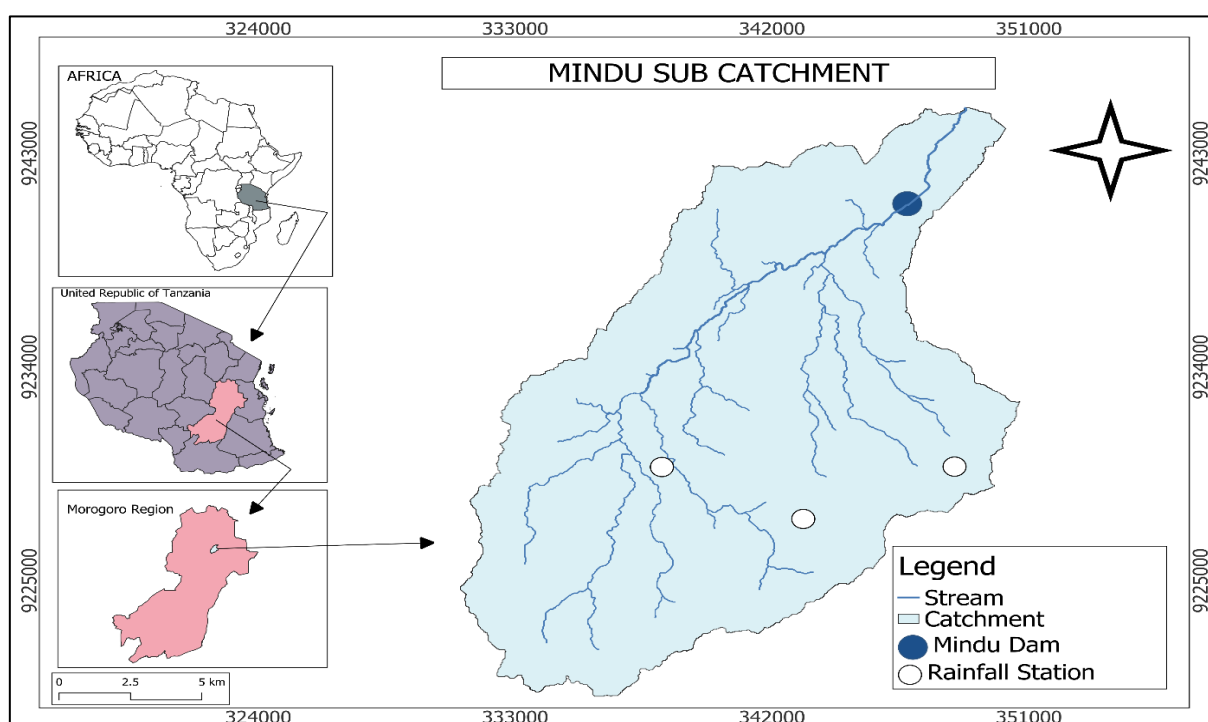 324000 333000 342000 351000
MINDU SUB CATCHMENT
AFRICA
9243000
9243000
United Republic of Tanzania
9234000
9234000
Morogoro Region
9225000
9225000
Legend
Stream
Catchment
Mindu Dam
Rainfall Station
0 2.5 5 km
324000 333000 342000 351000